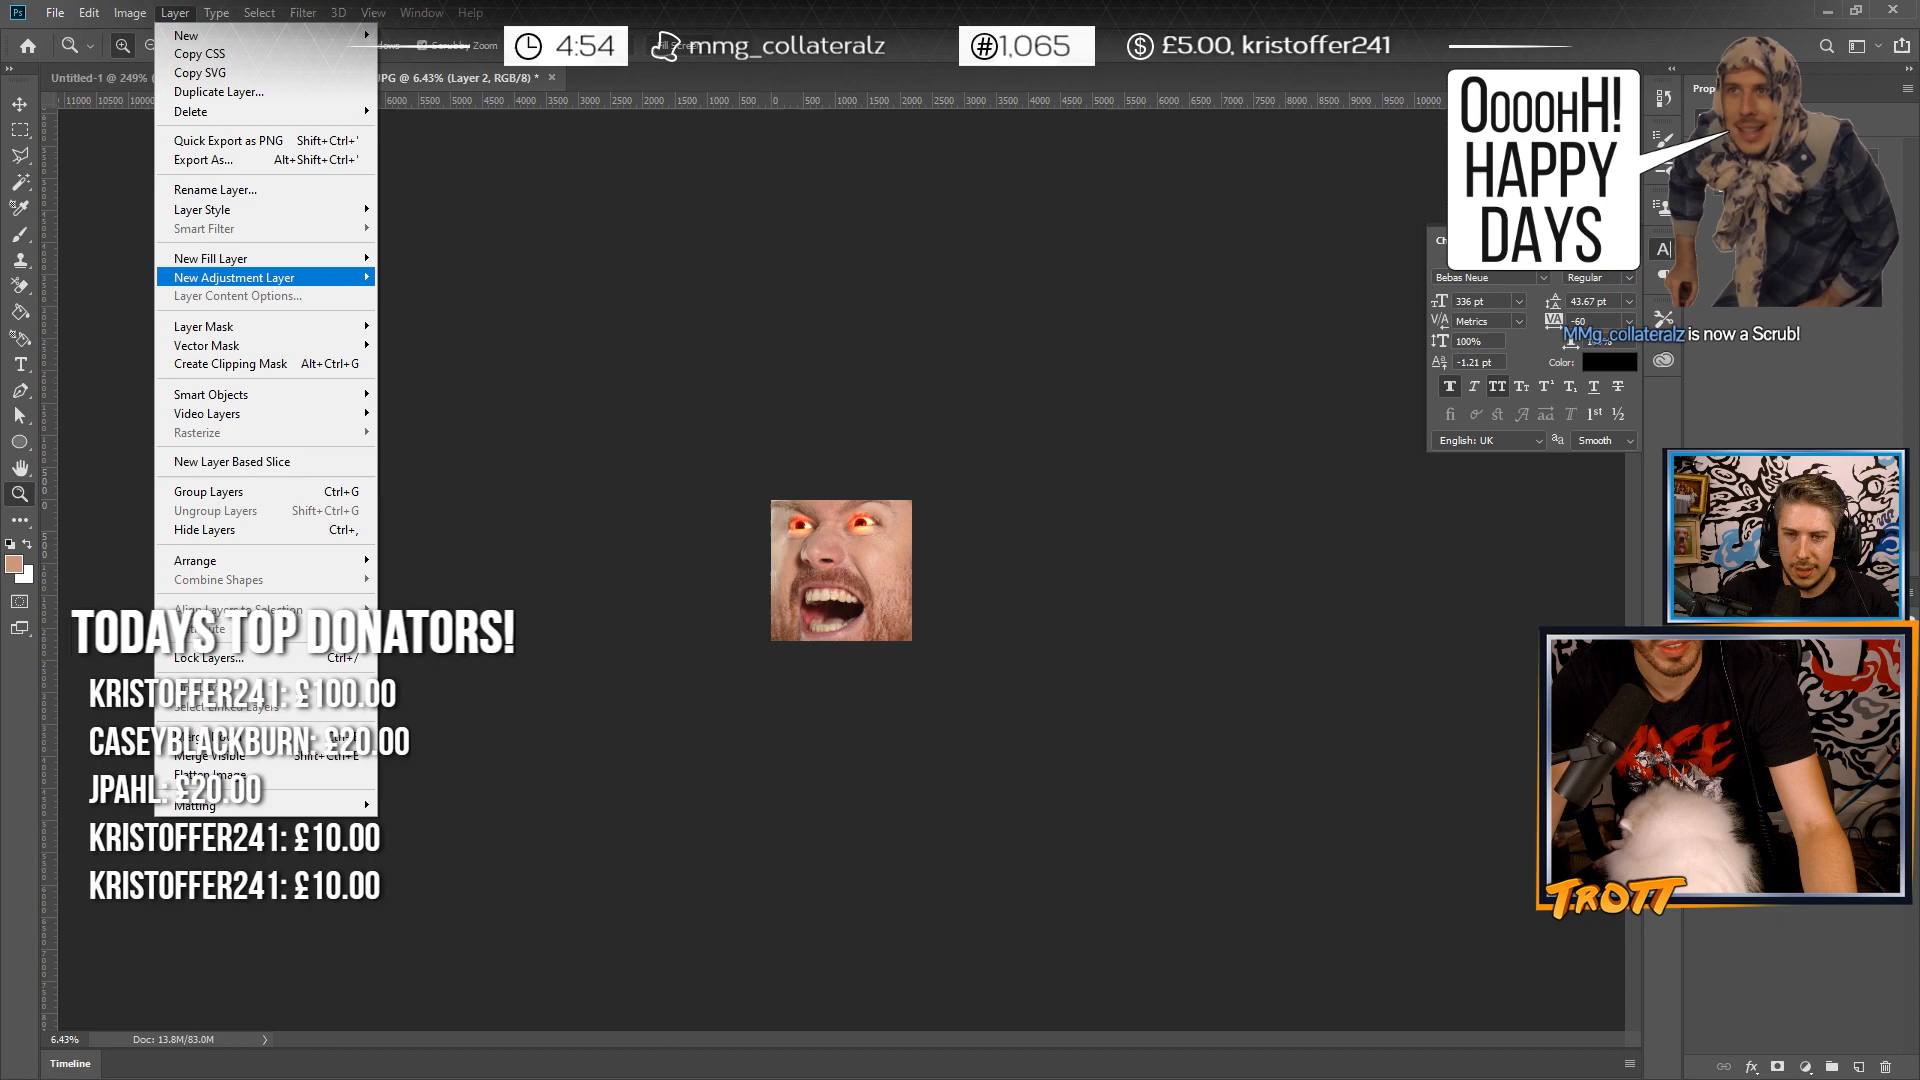 File Edit Image Layer Type Select Filter 3D View Window Help
Scrubby Zoom
4:54
mmg_collateralz
#1,065
£5.00, kristoffer241
Untitled-1 @ 249% (
JPG @ 6.43% (Layer 2, RGB/8) *
11000 10500 10000
6000 5500 5000 4500 4000 3500 3000 2500 2000 1500 1000 500 0 500 1000 1500 2000 2500 3000 3500 4000 4500 5000 5500 6000 6500 7000 7500 8000 8500 9000 9500 10000
New
Copy CSS
Copy SVG
Duplicate Layer...
Delete
Quick Export as PNG Shift+Ctrl+'
Export As... Alt+Shift+Ctrl+'
Rename Layer...
Layer Style
Smart Filter
New Fill Layer
New Adjustment Layer
Layer Content Options...
Layer Mask
Vector Mask
Create Clipping Mask Alt+Ctrl+G
Smart Objects
Video Layers
Rasterize
New Layer Based Slice
Group Layers Ctrl+G
Ungroup Layers Shift+Ctrl+G
Hide Layers Ctrl+,
Arrange
Combine Shapes
Align Layers to Selection
Lock Layers... Ctrl+/
Select Linked Layers
Merge Visible Shift+Ctrl+E
Flatten Image
Matting
TODAYS TOP DONATORS!
KRISTOFFER241: £100.00
CASEYBLACKBURN: £20.00
JPAHL: £20.00
KRISTOFFER241: £10.00
KRISTOFFER241: £10.00
OOOOHH!
HAPPY
DAYS
MMg_collateralz is now a Scrub!
Bebas Neue Regular
336 pt 43.67 pt
Metrics -60
100%
-1.21 pt Color:
English: UK Smooth
TROTT
6.43% Doc: 13.8M/83.0M
Timeline